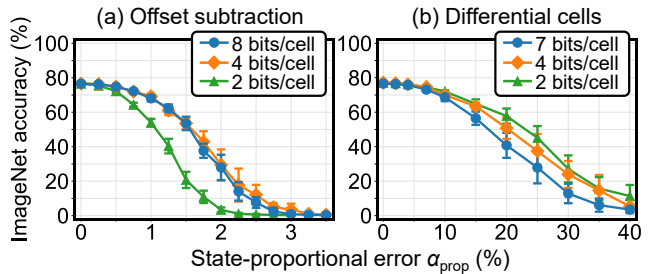 (a) Offset subtraction
(b) Differential cells
ImageNet accuracy (%)
100
80
60
40
20
0
8 bits/cell
4 bits/cell
2 bits/cell
0
1
2
3
100
80
60
40
20
0
7 bits/cell
4 bits/cell
2 bits/cell
0
10
20
30
40
State-proportional error α_prop (%)